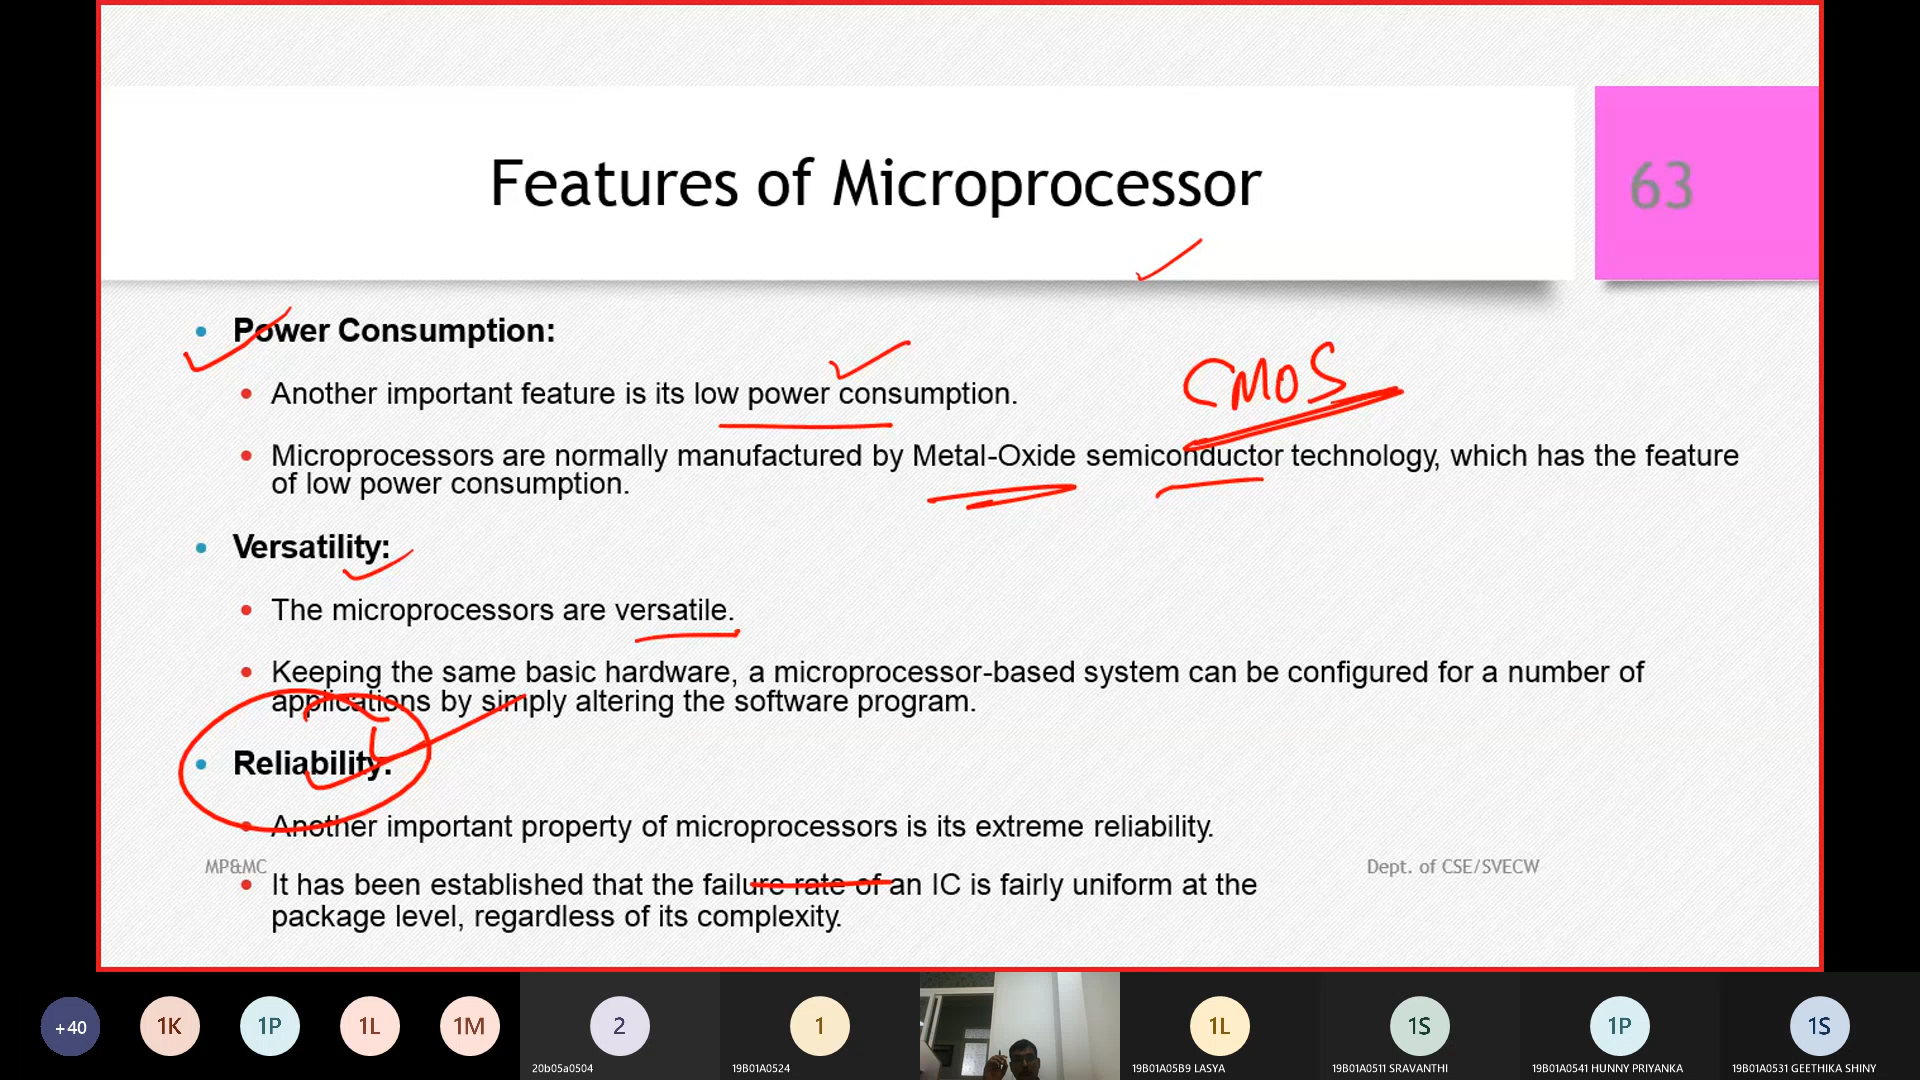 Features of Microprocessor
63
Power Consumption:
Another important feature is its low power consumption.
CMOS
Microprocessors are normally manufactured by Metal-Oxide semiconductor technology, which has the feature
of low power consumption.
Versatility:
The microprocessors are versatile.
Keeping the same basic hardware, a microprocessor-based system can be configured for a number of
applications by simply altering the software program.
Reliability:
Another important property of microprocessors is its extreme reliability.
MP&MC
Dept. of CSE/SVECW
It has been established that the failure rate of an IC is fairly uniform at the
package level, regardless of its complexity.
+40
1K
1P
1L
1M
2
20b05a0504
1
19B01A0524
1L
19B01A05B9 LASYA
1S
19B01A0511 SRAVANTHI
1P
19B01A0541 HUNNY PRIYANKA
1S
19B01A0531 GEETHIKA SHINY